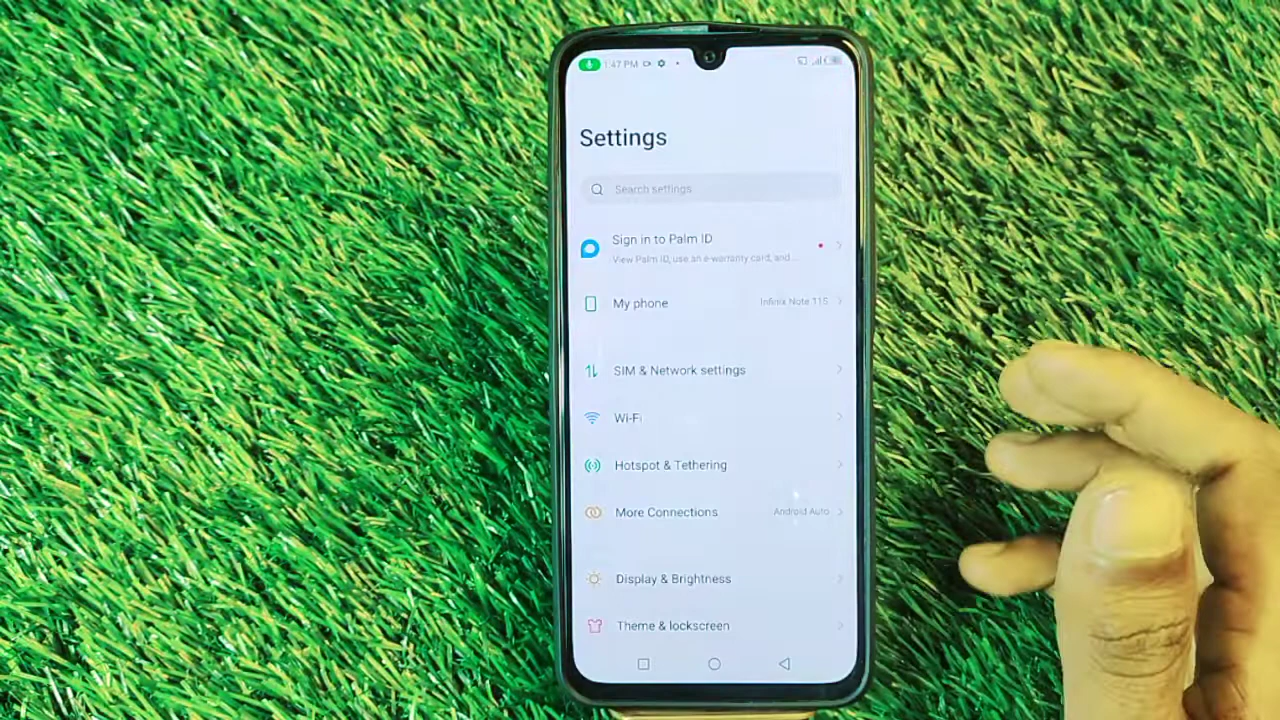 1:47 PM
Settings
Search settings
Sign in to Palm ID
View Palm ID, use an e-warranty card, and...
My phone
Infinix Note 11S
SIM & Network settings
Wi-Fi
Hotspot & Tethering
More Connections
Android Auto
Display & Brightness
Theme & lockscreen